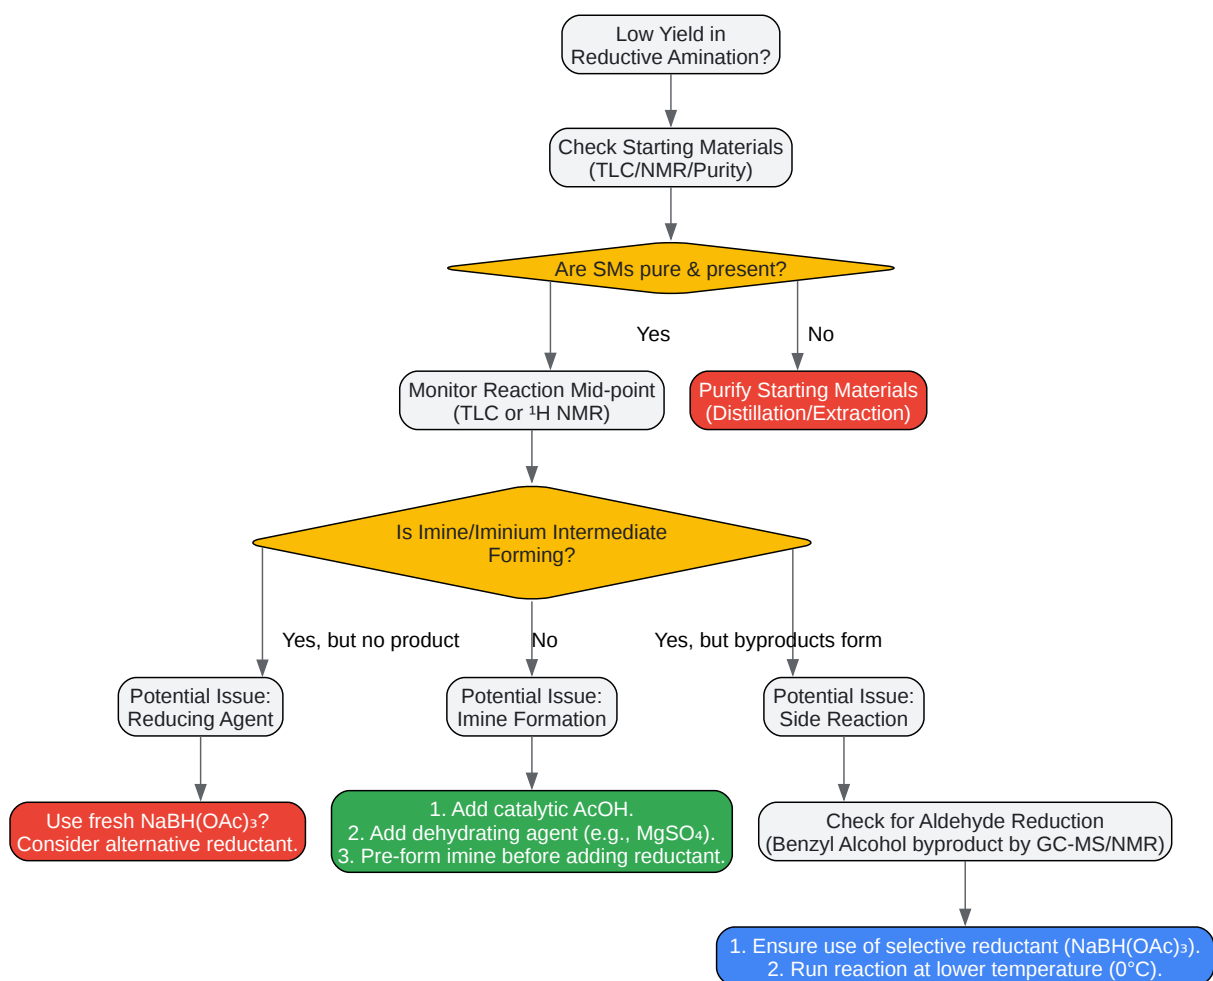 Low Yield in
Reductive Amination?
Check Starting Materials
(TLC/NMR/Purity)
Are SMs pure & present?
Yes
No
Monitor Reaction Mid-point
(TLC or ¹H NMR)
Purify Starting Materials
(Distillation/Extraction)
Is Imine/Iminium Intermediate
Forming?
Yes, but no product
No
Yes, but byproducts form
Potential Issue:
Reducing Agent
Potential Issue:
Imine Formation
Potential Issue:
Side Reaction
Use fresh NaBH(OAc)₃?
Consider alternative reductant.
1. Add catalytic AcOH.
2. Add dehydrating agent (e.g., MgSO₄).
3. Pre-form imine before adding reductant.
Check for Aldehyde Reduction
(Benzyl Alcohol byproduct by GC-MS/NMR)
1. Ensure use of selective reductant (NaBH(OAc)₃).
2. Run reaction at lower temperature (0°C).